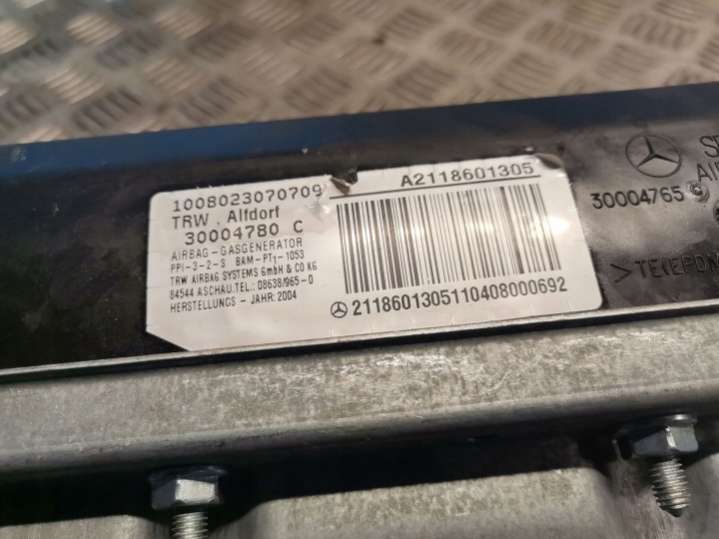 1008023070709
A2118601305
TRW . Alfdorf
30004780 C
AIRBAG - GASGENERATOR
PPI-3-2-S BAM-PT1-1053
TRW AIRBAG SYSTEMS GmbH & CO KG
84544 ASCHAU.TEL.: 08638/965-0
HERSTELLUNGS - JAHR: 2004
2118601305110408000692
30004765